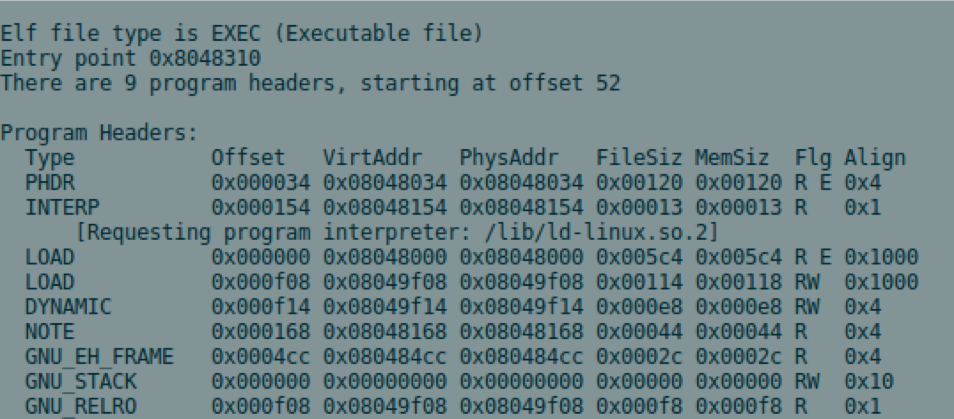 Elf file type is EXEC (Executable file)
Entry point 0x8048310
There are 9 program headers, starting at offset 52
Program Headers:
Type Offset VirtAddr PhysAddr FileSiz MemSiz Flg Align
PHDR 0x000034 0x08048034 0x08048034 0x00120 0x00120 R E 0x4
INTERP 0x000154 0x08048154 0x08048154 0x00013 0x00013 R 0x1
[Requesting program interpreter: /lib/ld-linux.so.2]
LOAD 0x000000 0x08048000 0x08048000 0x005c4 0x005c4 R E 0x1000
LOAD 0x000f08 0x08049f08 0x08049f08 0x00114 0x00118 RW 0x1000
DYNAMIC 0x000f14 0x08049f14 0x08049f14 0x000e8 0x000e8 RW 0x4
NOTE 0x000168 0x08048168 0x08048168 0x00044 0x00044 R 0x4
GNU_EH_FRAME 0x0004cc 0x080484cc 0x080484cc 0x0002c 0x0002c R 0x4
GNU_STACK 0x000000 0x00000000 0x00000000 0x00000 0x00000 RW 0x10
GNU_RELRO 0x000f08 0x08049f08 0x08049f08 0x000f8 0x000f8 R 0x1